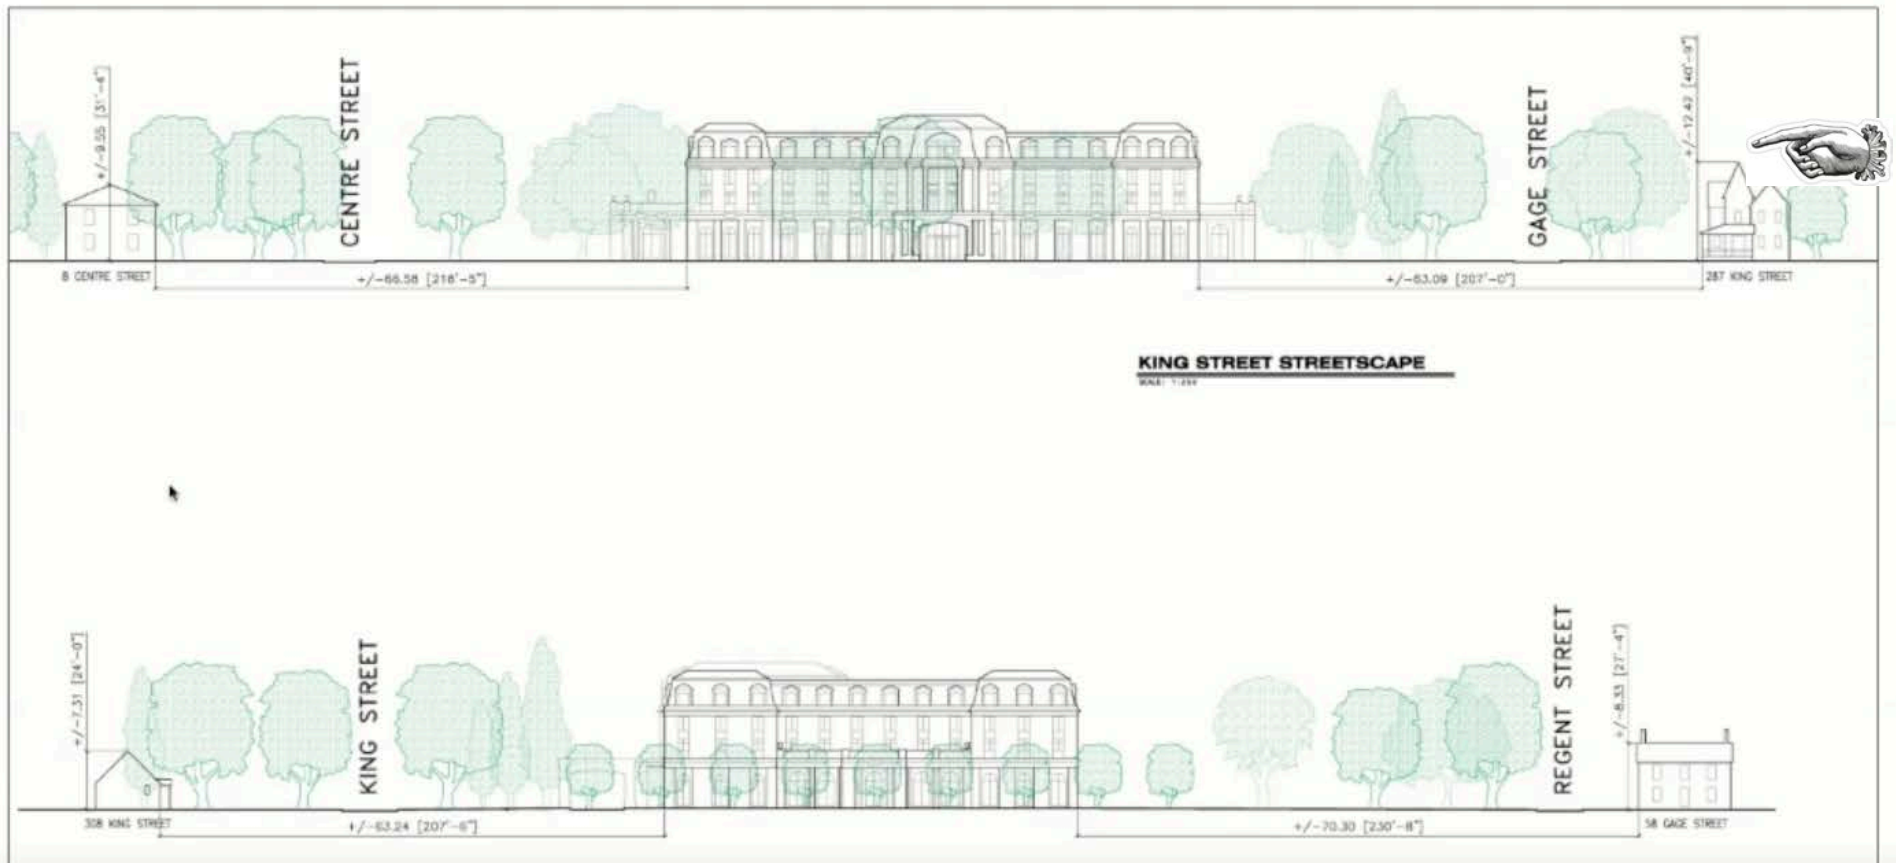 +/-9.55 [31'-4"]
CENTRE STREET
GAGE STREET
+/-12.42 [40'-9"]
8 CENTRE STREET
+/-66.58 [218'-5"]
+/-63.09 [207'-0"]
287 KING STREET
KING STREET STREETSCAPE
SCALE:
+/-7.31 [24'-0"]
KING STREET
REGENT STREET
+/-8.33 [27'-4"]
308 KING STREET
+/-63.24 [207'-6"]
+/-70.30 [230'-8"]
58 GAGE STREET